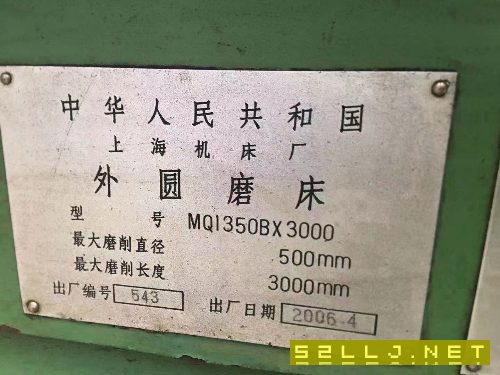 中华人民共和国
上海机床厂
外圆磨床
型号 MQ1350BX3000
最大磨削直径 500mm
最大磨削长度 3000mm
出厂编号 543 出厂日期 2006-4
52LLJ.NET